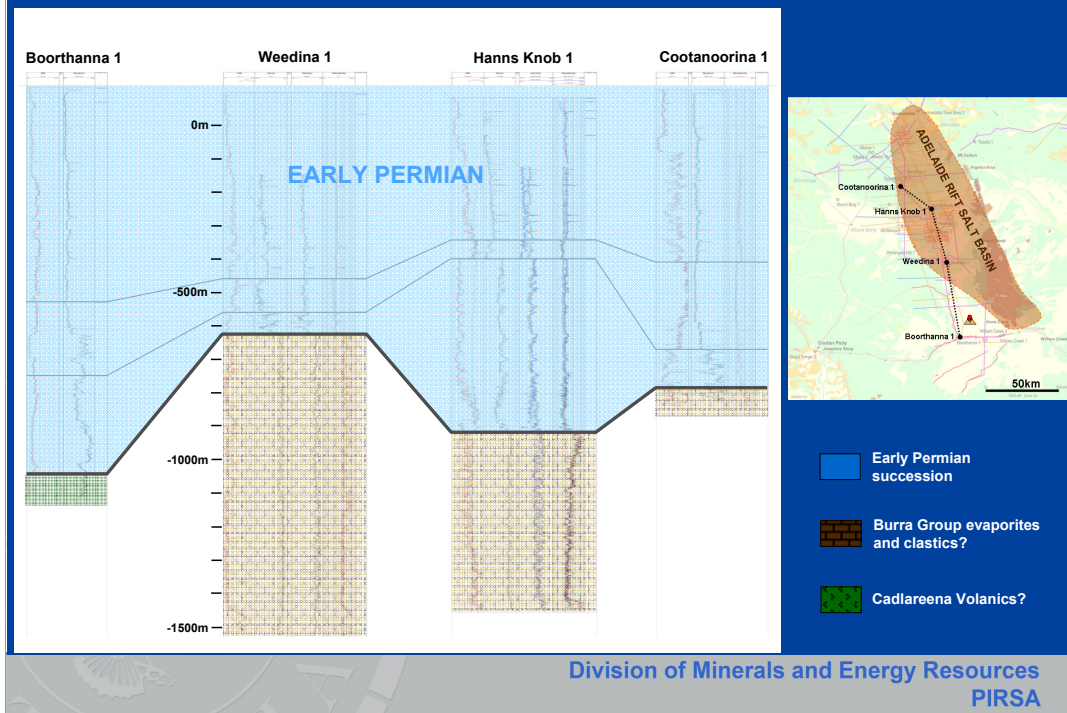 Boorthanna 1
Weedina 1
Hanns Knob 1
Cootanoorina 1
0m
EARLY PERMIAN
-500m
-1000m
-1500m
ADELAIDE RIFT SALT BASIN
Cootanoorina 1
Hanns Knob 1
Weedina 1
Boorthanna 1
50km
Early Permian
succession
Burra Group evaporites
and clastics?
Cadlareena Volanics?
Division of Minerals and Energy Resources
PIRSA